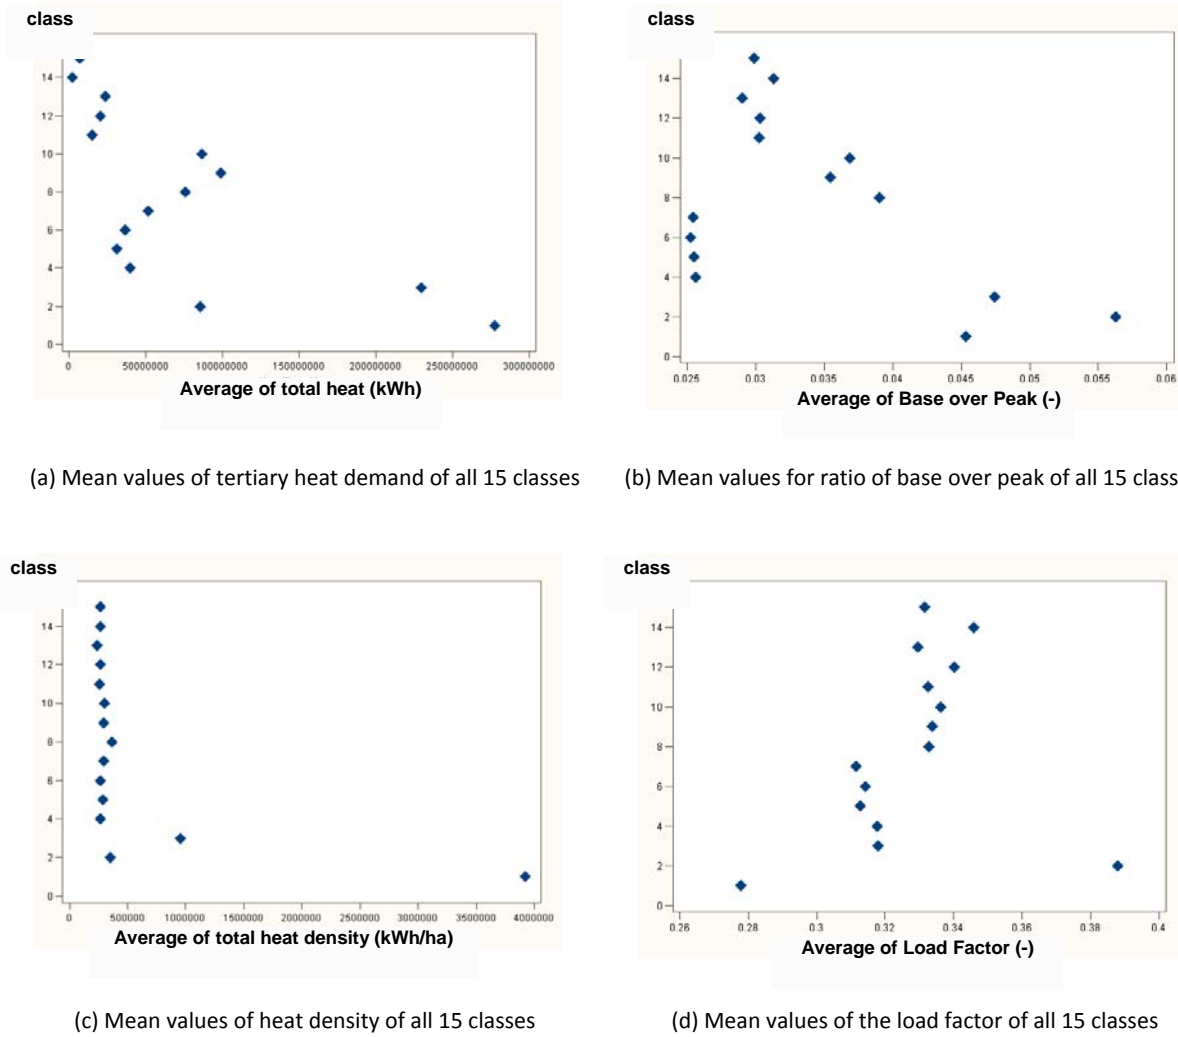 class
14
12
10
8
6
4
2
0
0 50000000 100000000 150000000 200000000 250000000 300000000
Average of total heat (kWh)
(a) Mean values of tertiary heat demand of all 15 classes
class
14
12
10
8
6
4
2
0
0.025 0.03 0.035 0.04 0.045 0.05 0.055 0.06
Average of Base over Peak (-)
(b) Mean values for ratio of base over peak of all 15 class
class
14
12
10
8
6
4
2
0
0 500000 1000000 1500000 2000000 2500000 3000000 3500000 4000000
Average of total heat density (kWh/ha)
(c) Mean values of heat density of all 15 classes
class
14
12
10
8
6
4
2
0
0.26 0.28 0.3 0.32 0.34 0.36 0.38 0.4
Average of Load Factor (-)
(d) Mean values of the load factor of all 15 classes